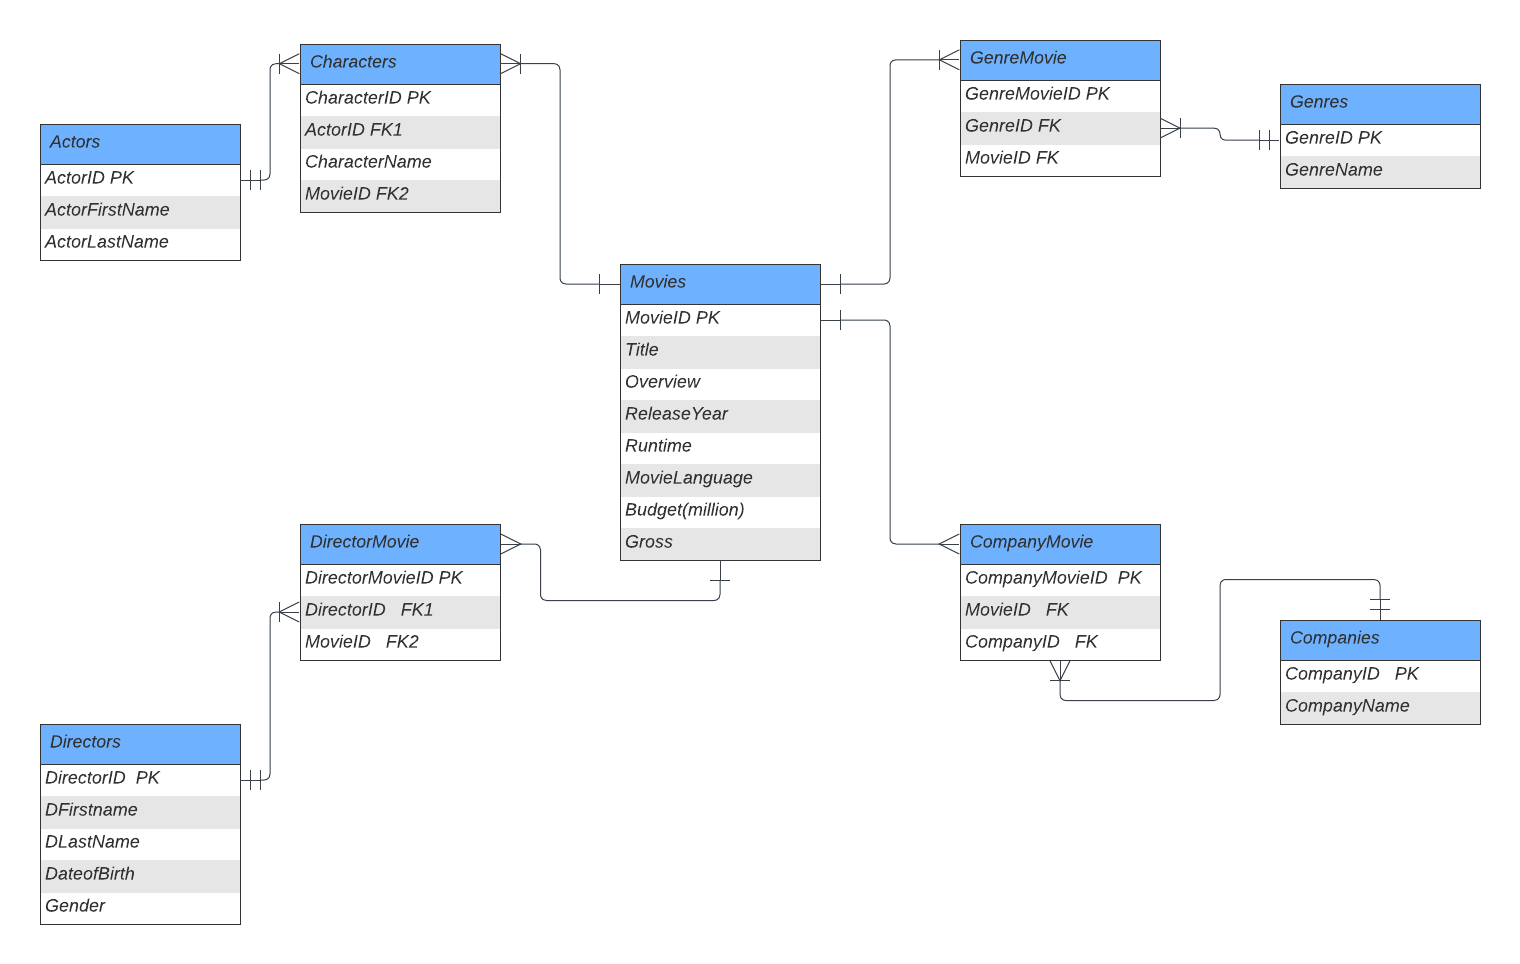 Characters
CharacterID PK
ActorID FK1
CharacterName
MovieID FK2
Actors
ActorID PK
ActorFirstName
ActorLastName
GenreMovie
GenreMovieID PK
GenreID FK
MovieID FK
Genres
GenreID PK
GenreName
Movies
MovieID PK
Title
Overview
ReleaseYear
Runtime
MovieLanguage
Budget(million)
Gross
DirectorMovie
DirectorMovieID PK
DirectorID FK1
MovieID FK2
CompanyMovie
CompanyMovieID PK
MovieID FK
CompanyID FK
Companies
CompanyID PK
CompanyName
Directors
DirectorID PK
DFirstname
DLastName
DateofBirth
Gender